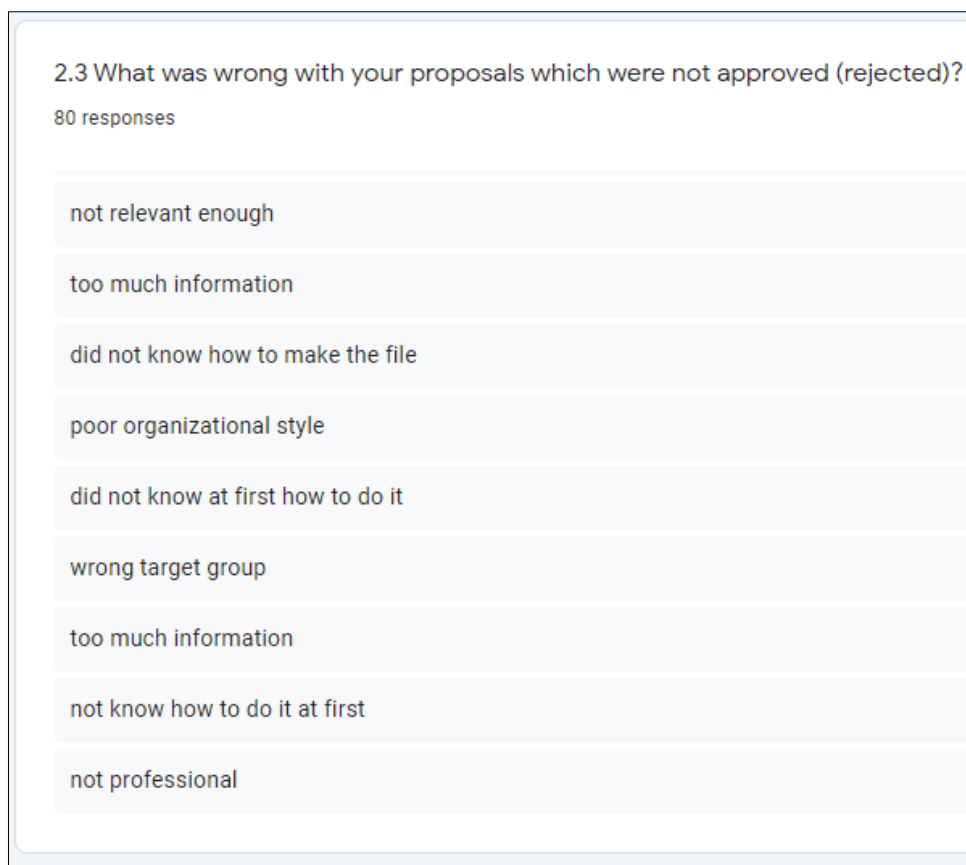 2.3 What was wrong with your proposals which were not approved (rejected)?
80 responses
not relevant enough
too much information
did not know how to make the file
poor organizational style
did not know at first how to do it
wrong target group
too much information
not know how to do it at first
not professional